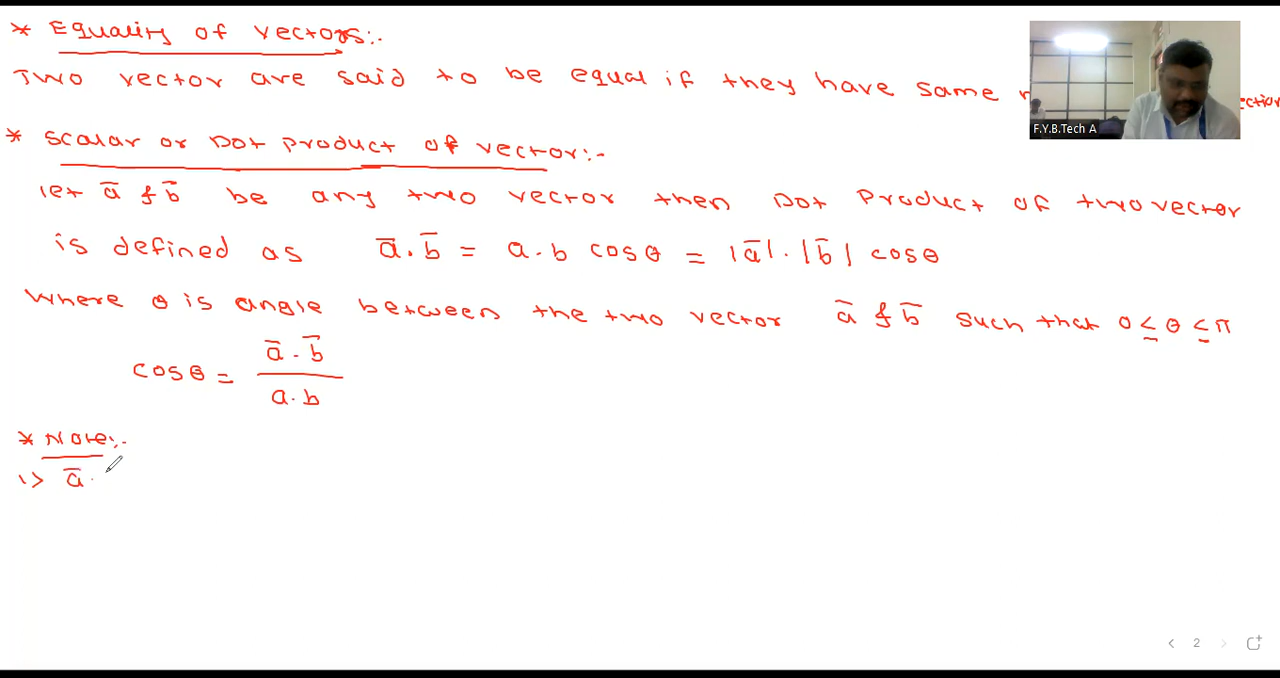 * Equality of vectors:-
Two vector are said to be equal if they have same
ection
F.Y.B.Tech A
* Scalar or Dot Product of vector:-
let ā & b̄ be any two vector then Dot Product of two vector
is defined as ā . b̄ = a . b cosθ = |ā| . |b̄| cosθ
Where θ is angle between the two vector ā & b̄ such that 0 ≤ θ ≤ π
cosθ = ā . b̄ / a . b
* Note:-
1> ā .
2